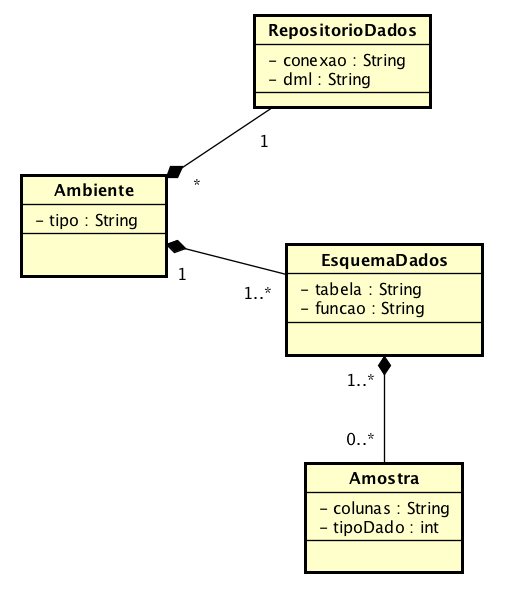 RepositorioDados
- conexao : String
- dml : String
1
*
Ambiente
- tipo : String
1
1..*
EsquemaDados
- tabela : String
- funcao : String
1..*
0..*
Amostra
- colunas : String
- tipoDado : int